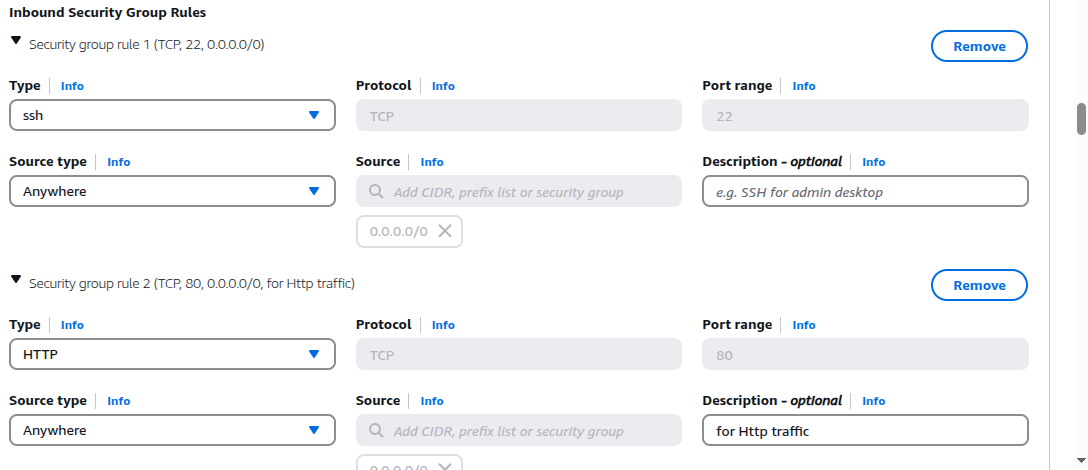 Inbound Security Group Rules
Security group rule 1 (TCP, 22, 0.0.0.0/0)
Remove
Type Info Protocol Info Port range Info
ssh TCP 22
Source type Info Source Info Description – optional Info
Anywhere Add CIDR, prefix list or security group e.g. SSH for admin desktop
0.0.0.0/0
Security group rule 2 (TCP, 80, 0.0.0.0/0, for Http traffic)
Remove
Type Info Protocol Info Port range Info
HTTP TCP 80
Source type Info Source Info Description – optional Info
Anywhere Add CIDR, prefix list or security group for Http traffic
0.0.0.0/0